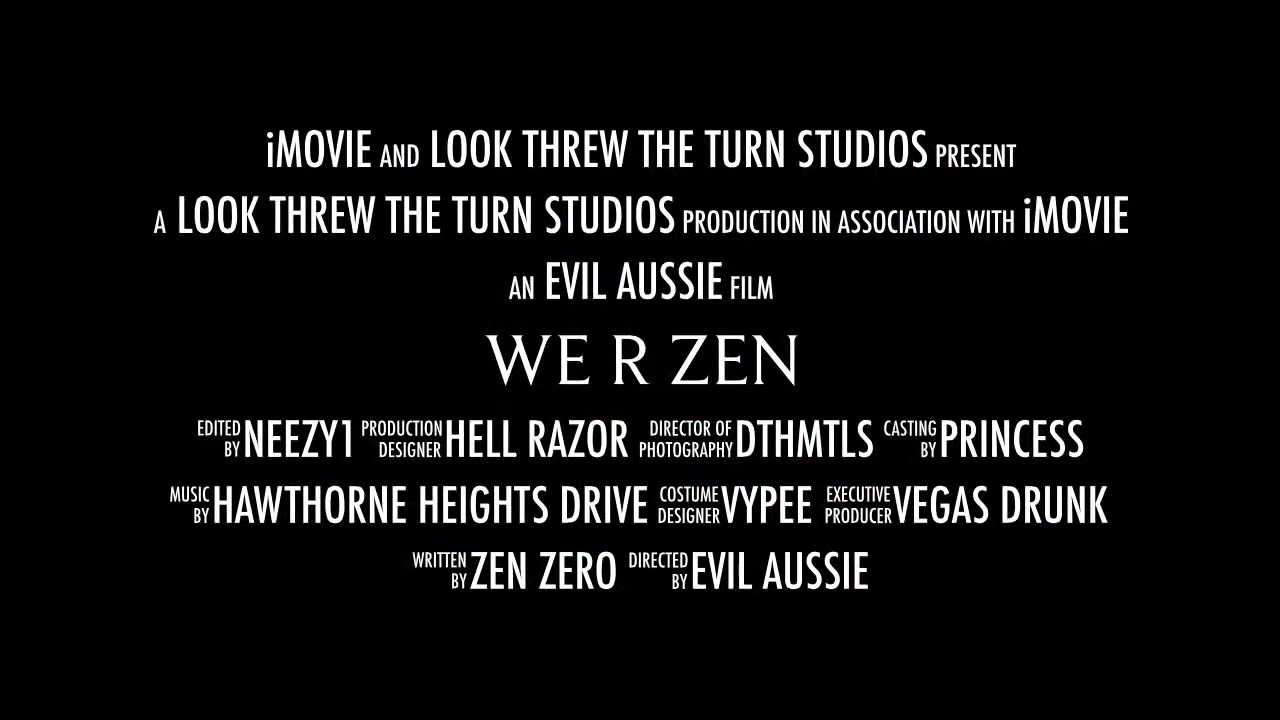 iMOVIE AND LOOK THREW THE TURN STUDIOS PRESENT
A LOOK THREW THE TURN STUDIOS PRODUCTION IN ASSOCIATION WITH iMOVIE
AN EVIL AUSSIE FILM
WE R ZEN
EDITED BY NEEZY1 PRODUCTION DESIGNER HELL RAZOR DIRECTOR OF PHOTOGRAPHY DTHMTLS CASTING BY PRINCESS
MUSIC BY HAWTHORNE HEIGHTS DRIVE COSTUME DESIGNER VYPEE EXECUTIVE PRODUCER VEGAS DRUNK
WRITTEN BY ZEN ZERO DIRECTED BY EVIL AUSSIE